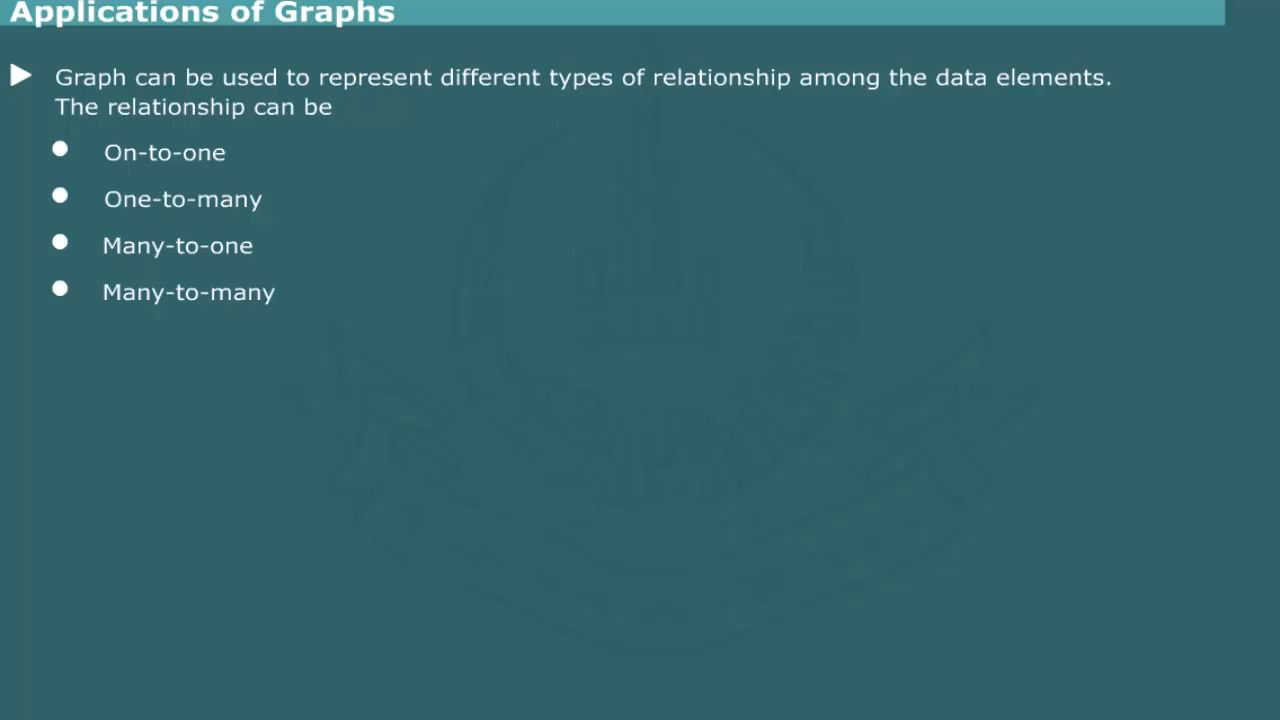 Applications of Graphs
Graph can be used to represent different types of relationship among the data elements.
The relationship can be
On-to-one
One-to-many
Many-to-one
Many-to-many